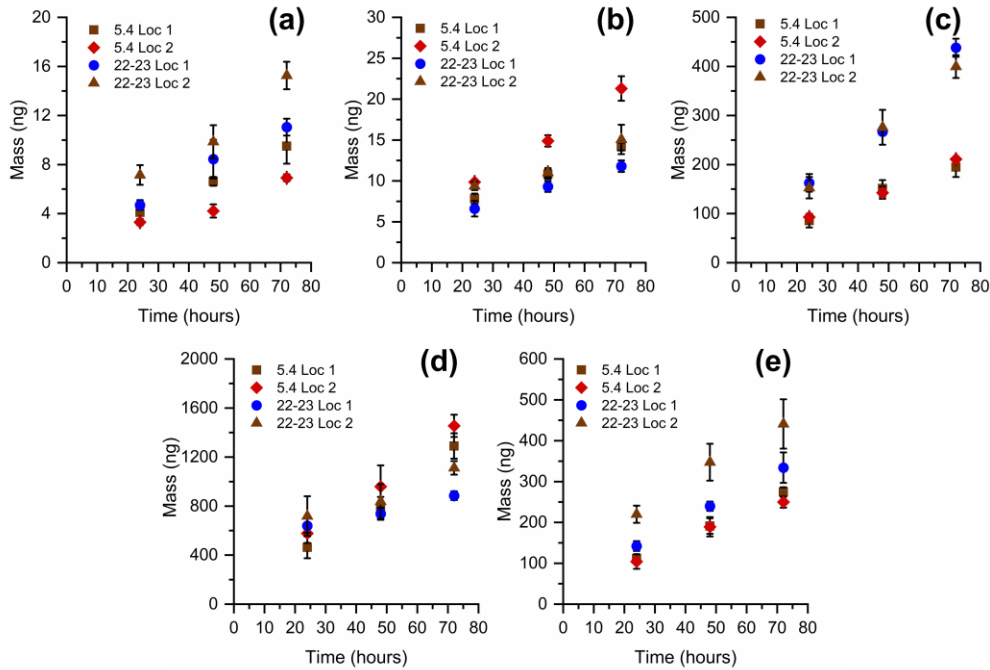 (a)
5.4 Loc 1
5.4 Loc 2
22-23 Loc 1
22-23 Loc 2
Mass (ng)
20
16
12
8
4
0
0 10 20 30 40 50 60 70 80
Time (hours)
(b)
5.4 Loc 1
5.4 Loc 2
22-23 Loc 1
22-23 Loc 2
Mass (ng)
30
25
20
15
10
5
0
0 10 20 30 40 50 60 70 80
Time (hours)
(c)
5.4 Loc 1
5.4 Loc 2
22-23 Loc 1
22-23 Loc 2
Mass (ng)
500
400
300
200
100
0
0 10 20 30 40 50 60 70 80
Time (hours)
(d)
5.4 Loc 1
5.4 Loc 2
22-23 Loc 1
22-23 Loc 2
Mass (ng)
2000
1600
1200
800
400
0
0 10 20 30 40 50 60 70 80
Time (hours)
(e)
5.4 Loc 1
5.4 Loc 2
22-23 Loc 1
22-23 Loc 2
Mass (ng)
600
500
400
300
200
100
0
0 10 20 30 40 50 60 70 80
Time (hours)